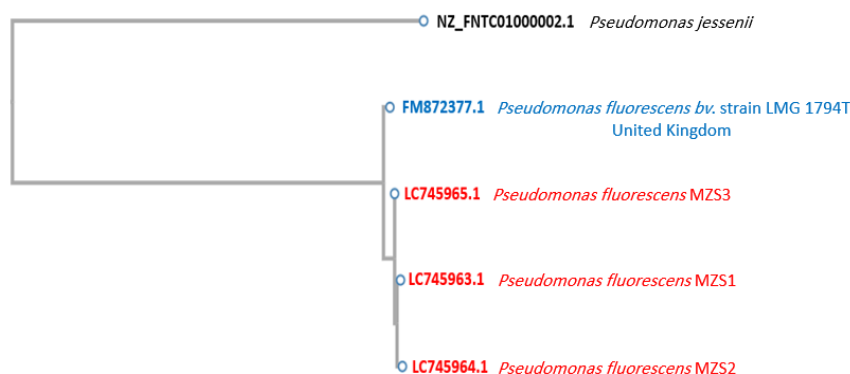 NZ_FNTC01000002.1 Pseudomonas jessenii
FM872377.1 Pseudomonas fluorescens bv. strain LMG 1794T
United Kingdom
LC745965.1 Pseudomonas fluorescens MZS3
LC745963.1 Pseudomonas fluorescens MZS1
LC745964.1 Pseudomonas fluorescens MZS2